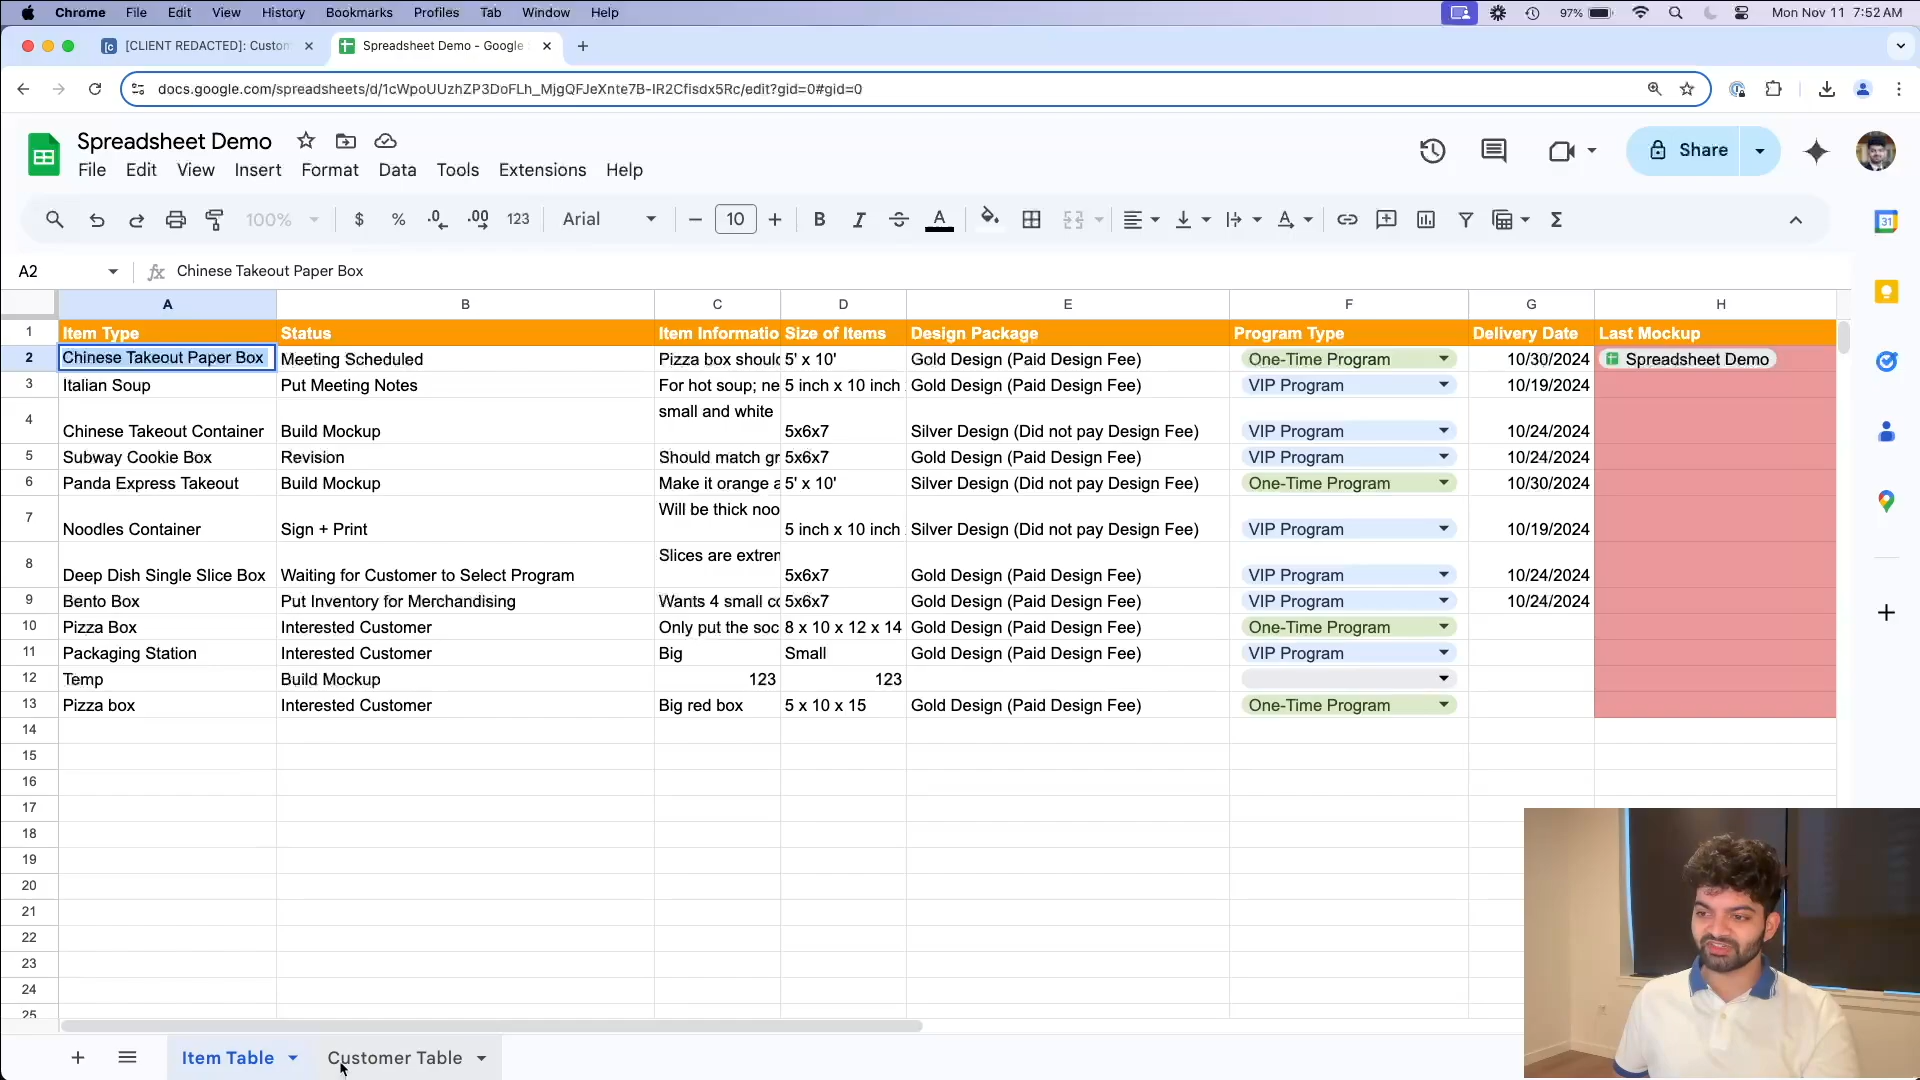 Chrome File Edit View History Bookmarks Profiles Tab Window Help 97% Mon Nov 11 7:52 AM
[CLIENT REDACTED]: Custom Spreadsheet Demo - Google
docs.google.com/spreadsheets/d/1cWpoUUzhZP3DoFLh_MjgQFJeXnte7B-IR2Cfisdx5Rc/edit?gid=0#gid=0
Spreadsheet Demo
File Edit View Insert Format Data Tools Extensions Help
Share
100% $ % .0 .00 123 Arial 10 B I S A
A2 fx Chinese Takeout Paper Box
A B C D E F G H
1 Item Type Status Item Informatio Size of Items Design Package Program Type Delivery Date Last Mockup
2 Chinese Takeout Paper Box Meeting Scheduled Pizza box should 5' x 10' Gold Design (Paid Design Fee) One-Time Program 10/30/2024 Spreadsheet Demo
3 Italian Soup Put Meeting Notes For hot soup; ne 5 inch x 10 inch Gold Design (Paid Design Fee) VIP Program 10/19/2024
4 Chinese Takeout Container Build Mockup small and white 5x6x7 Silver Design (Did not pay Design Fee) VIP Program 10/24/2024
5 Subway Cookie Box Revision Should match gr 5x6x7 Gold Design (Paid Design Fee) VIP Program 10/24/2024
6 Panda Express Takeout Build Mockup Make it orange a 5' x 10' Silver Design (Did not pay Design Fee) One-Time Program 10/30/2024
7 Noodles Container Sign + Print Will be thick noo 5 inch x 10 inch Silver Design (Did not pay Design Fee) VIP Program 10/19/2024
8 Deep Dish Single Slice Box Waiting for Customer to Select Program Slices are extrem 5x6x7 Gold Design (Paid Design Fee) VIP Program 10/24/2024
9 Bento Box Put Inventory for Merchandising Wants 4 small co 5x6x7 Gold Design (Paid Design Fee) VIP Program 10/24/2024
10 Pizza Box Interested Customer Only put the soc 8 x 10 x 12 x 14 Gold Design (Paid Design Fee) One-Time Program
11 Packaging Station Interested Customer Big Small Gold Design (Paid Design Fee) VIP Program
12 Temp Build Mockup 123 123
13 Pizza box Interested Customer Big red box 5 x 10 x 15 Gold Design (Paid Design Fee) One-Time Program
14
15
16
17
18
19
20
21
22
23
24
25
Item Table Customer Table
31